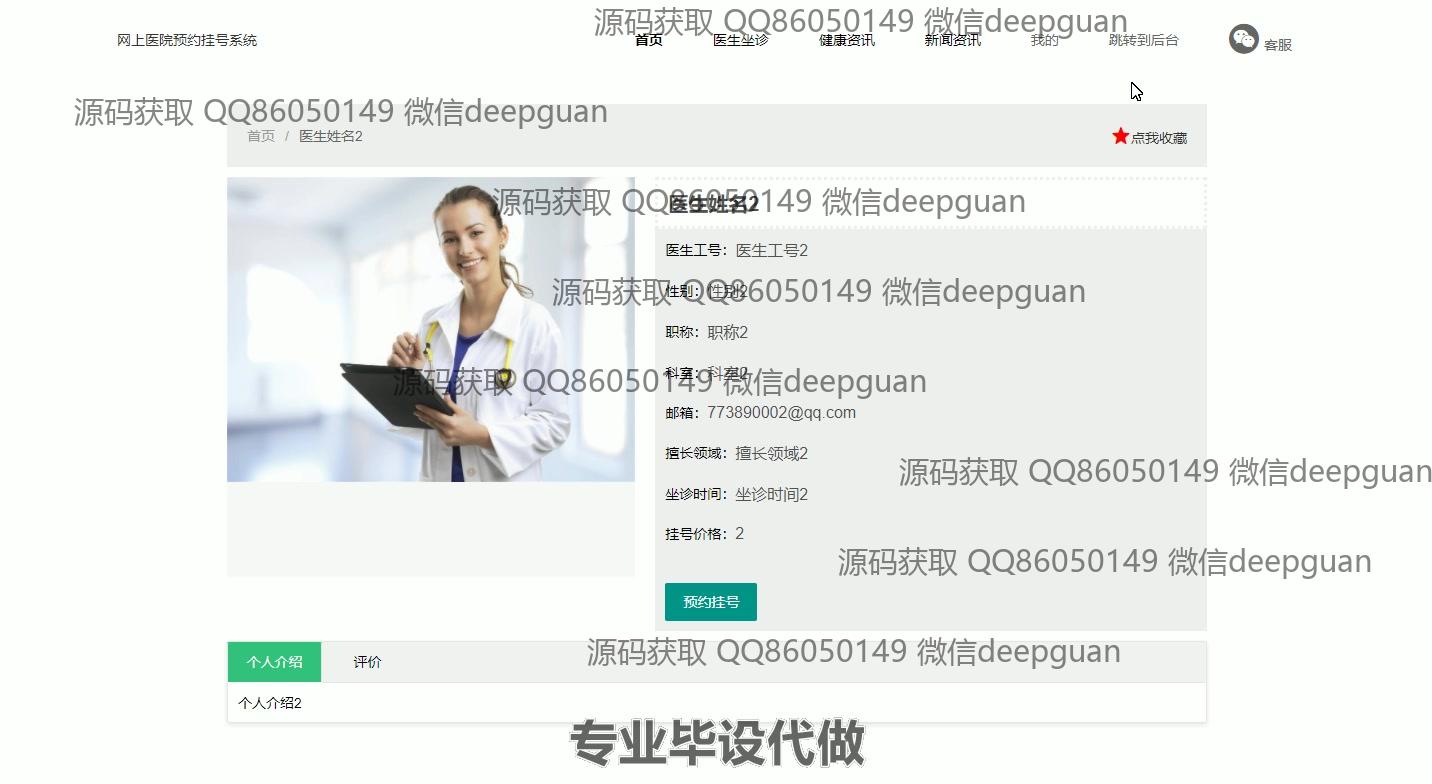 源码获取 QQ86050149 微信deepguan
网上医院预约挂号系统 首页 医生坐诊 健康资讯 新闻资讯 我的 跳转到后台 客服
源码获取 QQ86050149 微信deepguan
首页 / 医生姓名2 点我收藏
源码获取 QQ86050149 微信deepguan
医生姓名2
医生工号：医生工号2
源码获取 QQ86050149 微信deepguan
性别：性别2
职称：职称2
源码获取 QQ86050149 微信deepguan
科室：科室2
邮箱：773890002@qq.com
擅长领域：擅长领域2
源码获取 QQ86050149 微信deepguan
坐诊时间：坐诊时间2
挂号价格：2
源码获取 QQ86050149 微信deepguan
预约挂号
源码获取 QQ86050149 微信deepguan
个人介绍 评价
个人介绍2
专业毕设代做